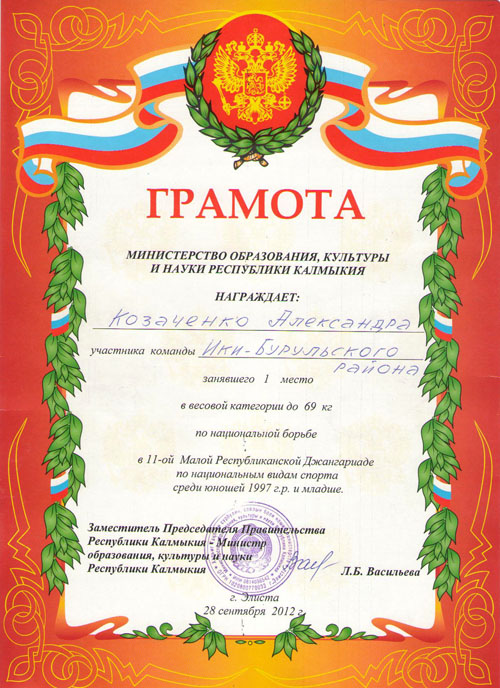 ГРАМОТА
МИНИСТЕРСТВО ОБРАЗОВАНИЯ, КУЛЬТУРЫ
И НАУКИ РЕСПУБЛИКИ КАЛМЫКИЯ
НАГРАЖДАЕТ:
Козаченко Александра
участника команды Ики-Бурульского
района
занявшего 1 место
в весовой категории до 69 кг
по национальной борьбе
в 11-ой Малой Республиканской Джангариаде
по национальным видам спорта
среди юношей 1997 г.р. и младше.
Заместитель Председателя Правительства
Республики Калмыкия - Министр
образования, культуры и науки
Республики Калмыкия Л.Б. Васильева
г. Элиста
28 сентября 2012 г